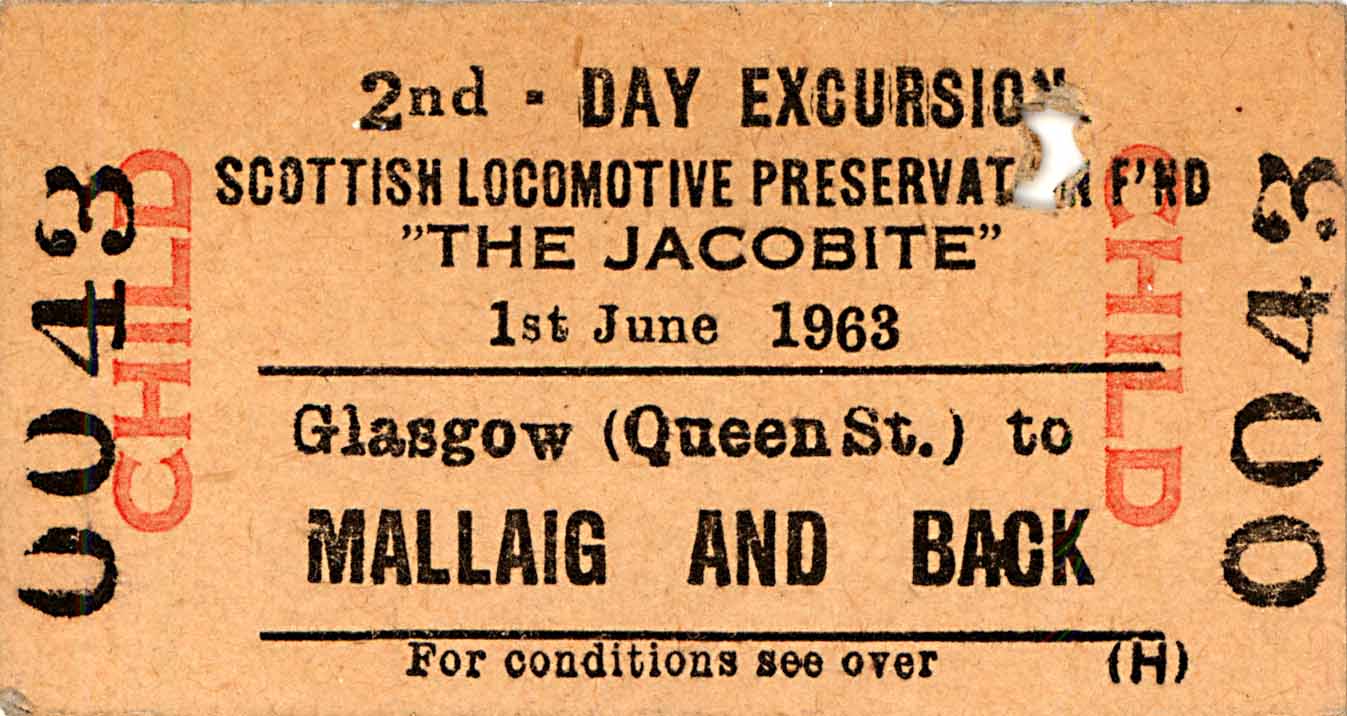 2nd - DAY EXCURSION
SCOTTISH LOCOMOTIVE PRESERVATION F'ND
"THE JACOBITE"
1st June 1963
Glasgow (Queen St.) to
MALLAIG AND BACK
For conditions see over (H)
0043
CHILD
CHILD
0043